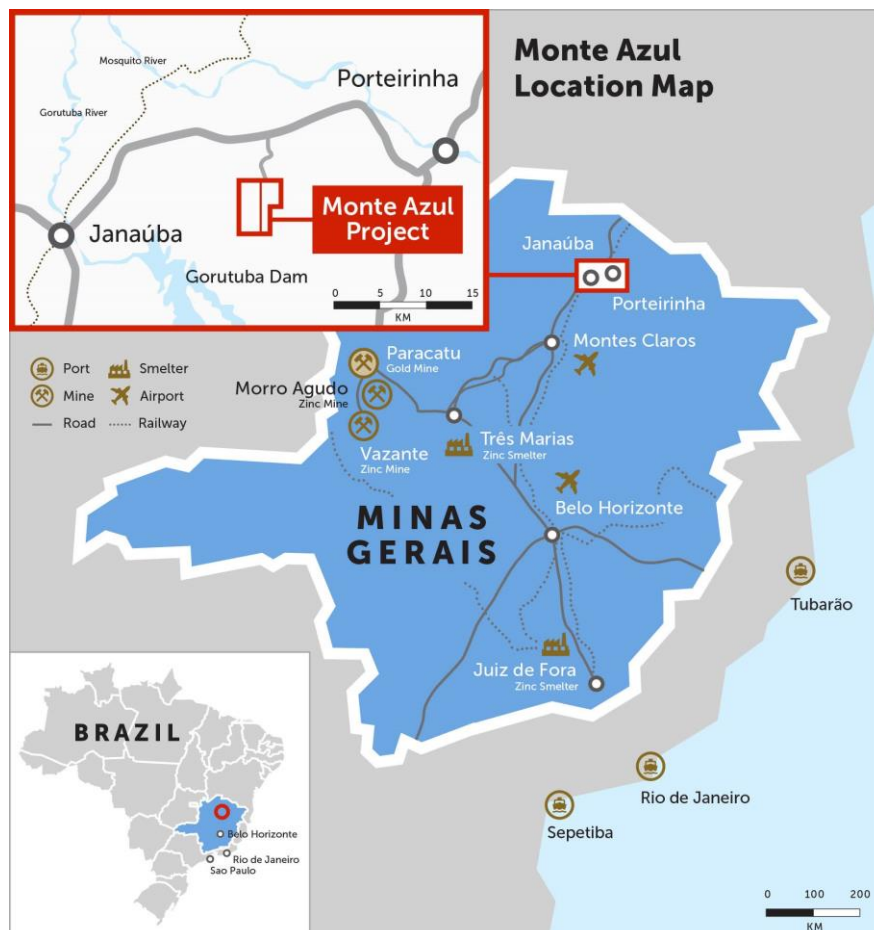 Monte Azul
Location Map
Mosquito River
Porteirinha
Gorutuba River
Janaúba
Monte Azul
Project
Gorutuba Dam
0 5 10 15
KM
Janaúba
Porteirinha
Montes Claros
Port
Smelter
Mine
Airport
Road
Railway
Paracatu
Gold Mine
Morro Agudo
Zinc Mine
Vazante
Zinc Mine
Três Marias
Zinc Smelter
Belo Horizonte
MINAS
GERAIS
Tubarão
Juiz de Fora
Zinc Smelter
Rio de Janeiro
Sepetiba
BRAZIL
Belo Horizonte
Rio de Janeiro
Sao Paulo
0 100 200
KM